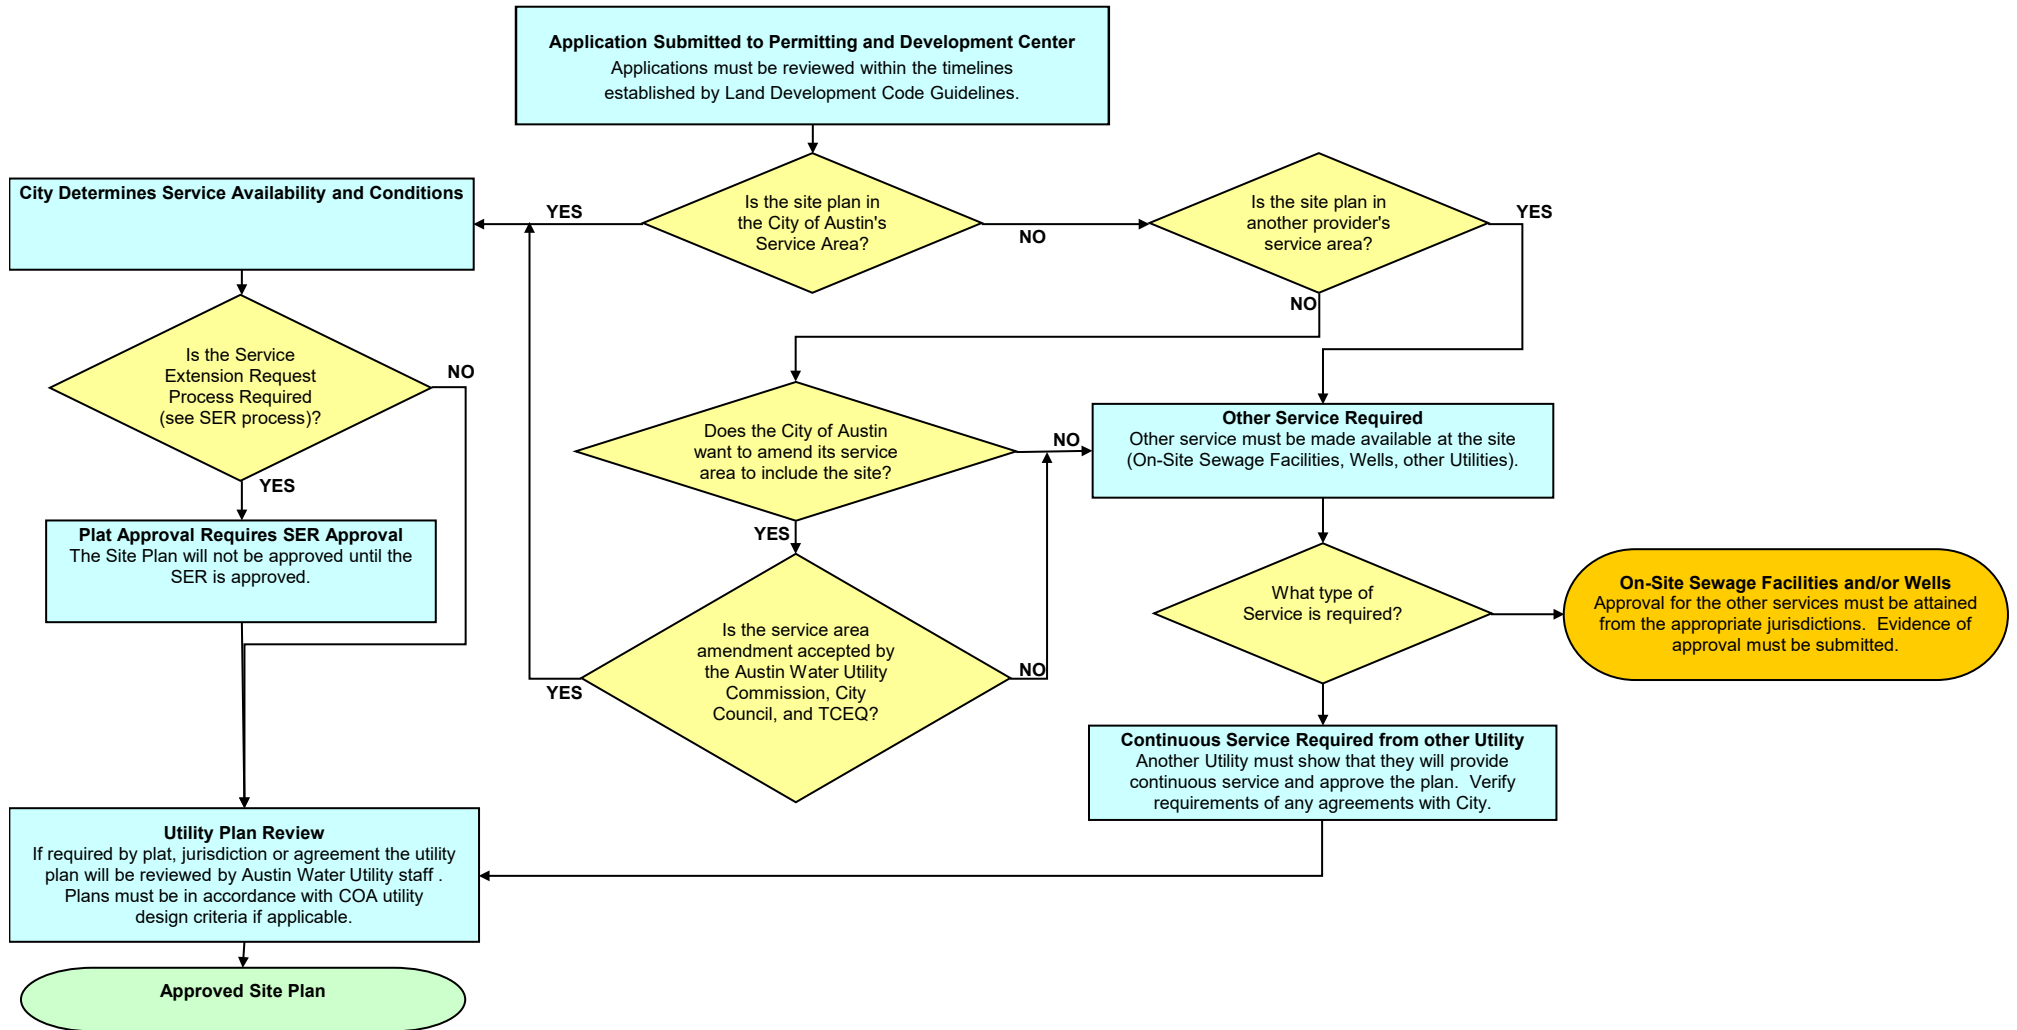 Application Submitted to Permitting and Development Center
Applications must be reviewed within the timelines
established by Land Development Code Guidelines.
City Determines Service Availability and Conditions
YES
Is the site plan in
the City of Austin's
Service Area?
NO
Is the site plan in
another provider's
service area?
YES
NO
Is the Service
Extension Request
Process Required
(see SER process)?
NO
YES
Does the City of Austin
want to amend its service
area to include the site?
NO
YES
Other Service Required
Other service must be made available at the site
(On-Site Sewage Facilities, Wells, other Utilities).
Plat Approval Requires SER Approval
The Site Plan will not be approved until the
SER is approved.
Is the service area
amendment accepted by
the Austin Water Utility
Commission, City
Council, and TCEQ?
YES
NO
What type of
Service is required?
On-Site Sewage Facilities and/or Wells
Approval for the other services must be attained
from the appropriate jurisdictions.  Evidence of
approval must be submitted.
Continuous Service Required from other Utility
Another Utility must show that they will provide
continuous service and approve the plan.  Verify
requirements of any agreements with City.
Utility Plan Review
If required by plat, jurisdiction or agreement the utility
plan will be reviewed by Austin Water Utility staff .
Plans must be in accordance with COA utility
design criteria if applicable.
Approved Site Plan